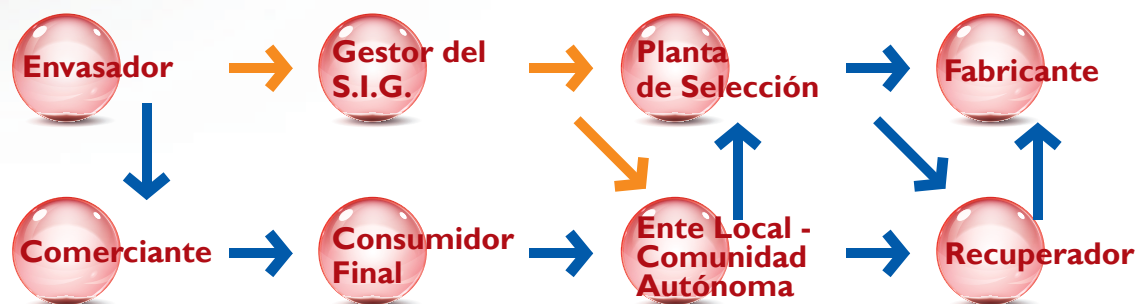 Envasador
Gestor del
S.I.G.
Planta
de Selección
Fabricante
Comerciante
Consumidor
Final
Ente Local -
Comunidad
Autónoma
Recuperador